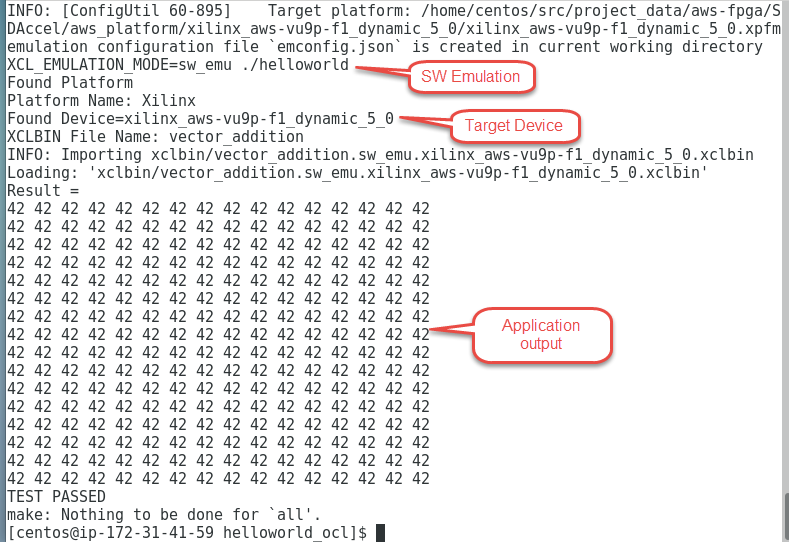 INFO: [ConfigUtil 60-895]    Target platform: /home/centos/src/project_data/aws-fpga/S
DAccel/aws_platform/xilinx_aws-vu9p-f1_dynamic_5_0/xilinx_aws-vu9p-f1_dynamic_5_0.xpfm
emulation configuration file `emconfig.json` is created in current working directory
XCL_EMULATION_MODE=sw_emu ./helloworld
SW Emulation
Found Platform
Platform Name: Xilinx
Found Device=xilinx_aws-vu9p-f1_dynamic_5_0
Target Device
XCLBIN File Name: vector_addition
INFO: Importing xclbin/vector_addition.sw_emu.xilinx_aws-vu9p-f1_dynamic_5_0.xclbin
Loading: 'xclbin/vector_addition.sw_emu.xilinx_aws-vu9p-f1_dynamic_5_0.xclbin'
Result =
42 42 42 42 42 42 42 42 42 42 42 42 42 42 42 42
42 42 42 42 42 42 42 42 42 42 42 42 42 42 42 42
42 42 42 42 42 42 42 42 42 42 42 42 42 42 42 42
42 42 42 42 42 42 42 42 42 42 42 42 42 42 42 42
42 42 42 42 42 42 42 42 42 42 42 42 42 42 42 42
42 42 42 42 42 42 42 42 42 42 42 42 42 42 42 42
42 42 42 42 42 42 42 42 42 42 42 42 42 42 42 42
42 42 42 42 42 42 42 42 42 42 42 42 42 42 42 42
Application
output
42 42 42 42 42 42 42 42 42 42 42 42 42 42 42 42
42 42 42 42 42 42 42 42 42 42 42 42 42 42 42 42
42 42 42 42 42 42 42 42 42 42 42 42 42 42 42 42
42 42 42 42 42 42 42 42 42 42 42 42 42 42 42 42
42 42 42 42 42 42 42 42 42 42 42 42 42 42 42 42
42 42 42 42 42 42 42 42 42 42 42 42 42 42 42 42
42 42 42 42 42 42 42 42 42 42 42 42 42 42 42 42
42 42 42 42 42 42 42 42 42 42 42 42 42 42 42 42
TEST PASSED
make: Nothing to be done for `all'.
[centos@ip-172-31-41-59 helloworld_ocl]$